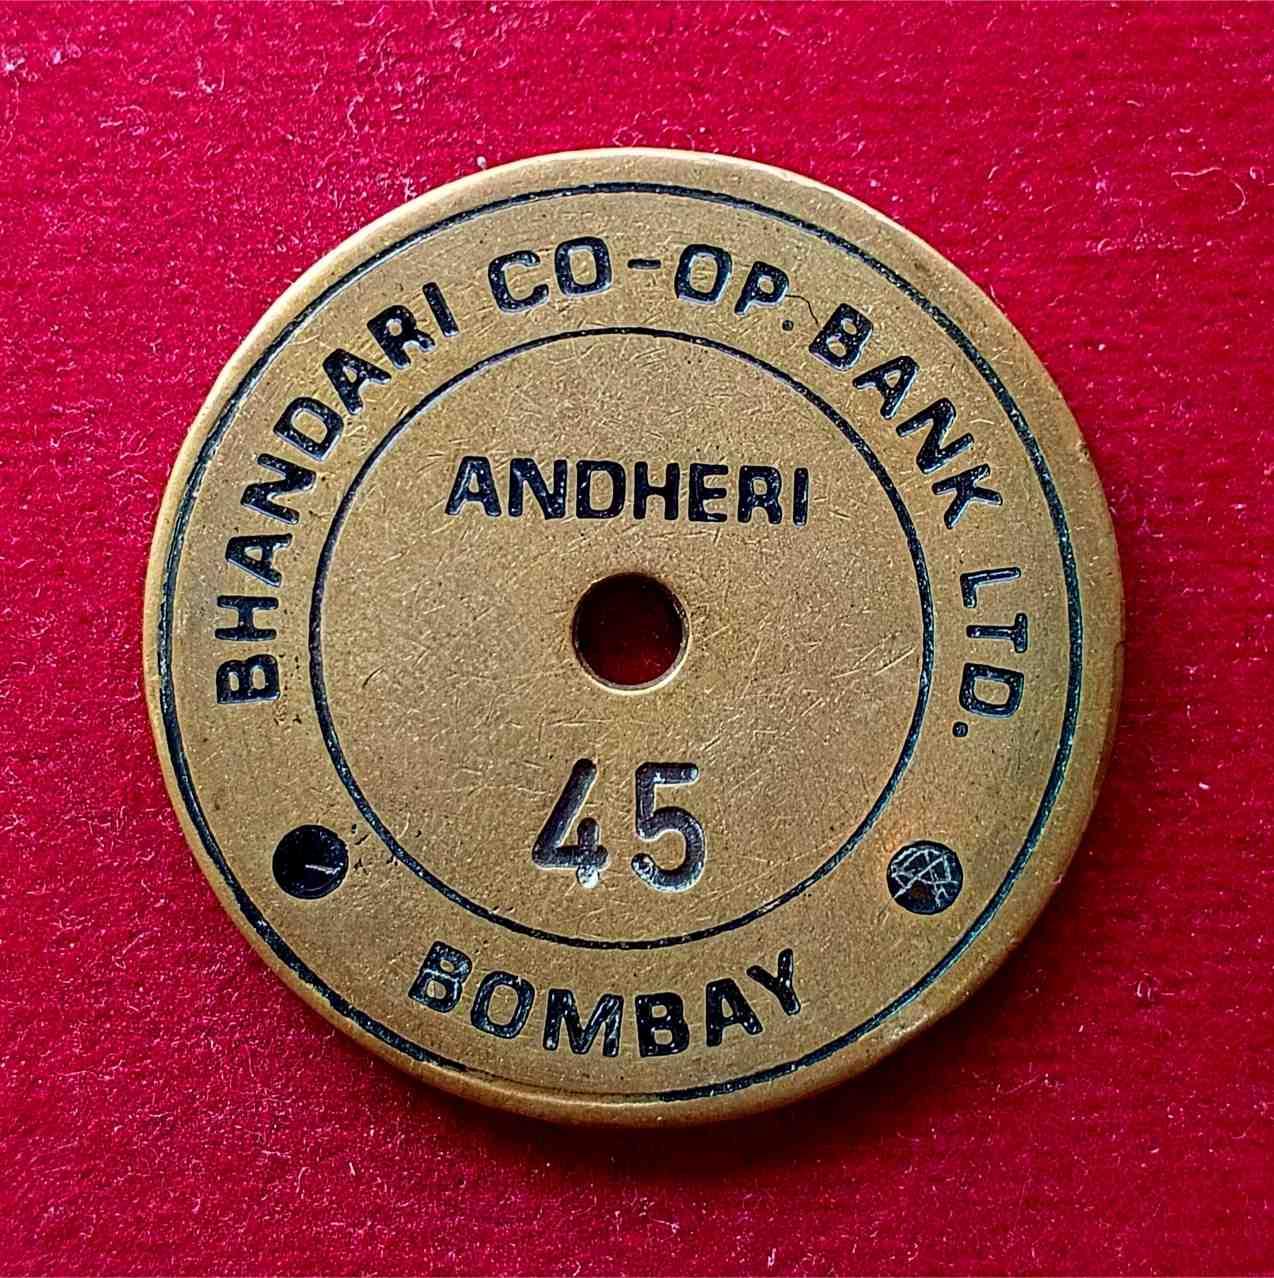 BHANDARI CO-OP. BANK LTD.
ANDHERI
45
BOMBAY